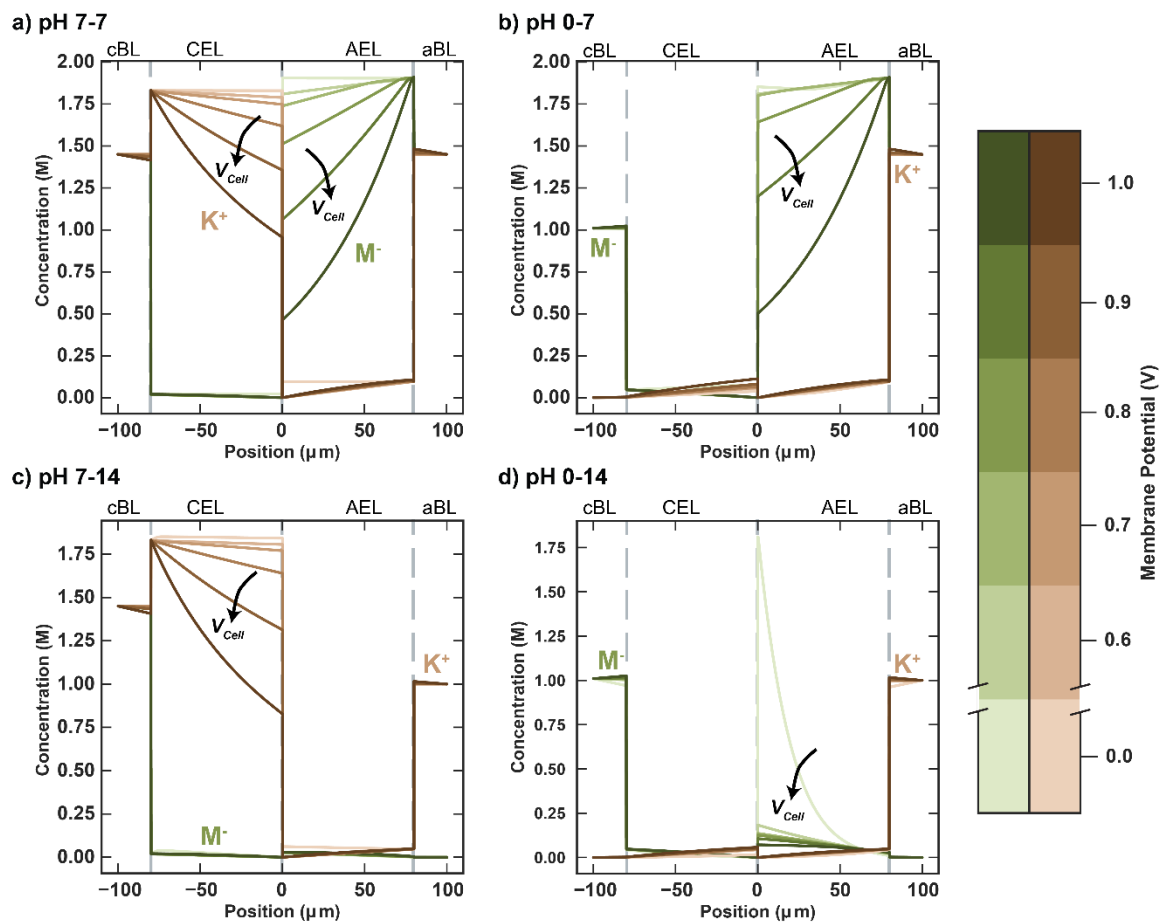 a) pH 7-7
cBL CEL AEL aBL
Concentration (M)
2.00
1.75
1.50
1.25
1.00
0.75
0.50
0.25
0.00
V_Cell
V_Cell
K⁺
M⁻
−100 −50 0 50 100
Position (μm)
b) pH 0-7
cBL CEL AEL aBL
Concentration (M)
2.00
1.75
1.50
1.25
1.00
0.75
0.50
0.25
0.00
K⁺
V_Cell
M⁻
−100 −50 0 50 100
Position (μm)
c) pH 7-14
cBL CEL AEL aBL
Concentration (M)
1.75
1.50
1.25
1.00
0.75
0.50
0.25
0.00
V_Cell
K⁺
M⁻
−100 −50 0 50 100
Position (μm)
d) pH 0-14
cBL CEL AEL aBL
Concentration (M)
1.75
1.50
1.25
1.00
0.75
0.50
0.25
0.00
M⁻
K⁺
V_Cell
−100 −50 0 50 100
Position (μm)
1.0
0.9
0.8
0.7
0.6
0.0
Membrane Potential (V)